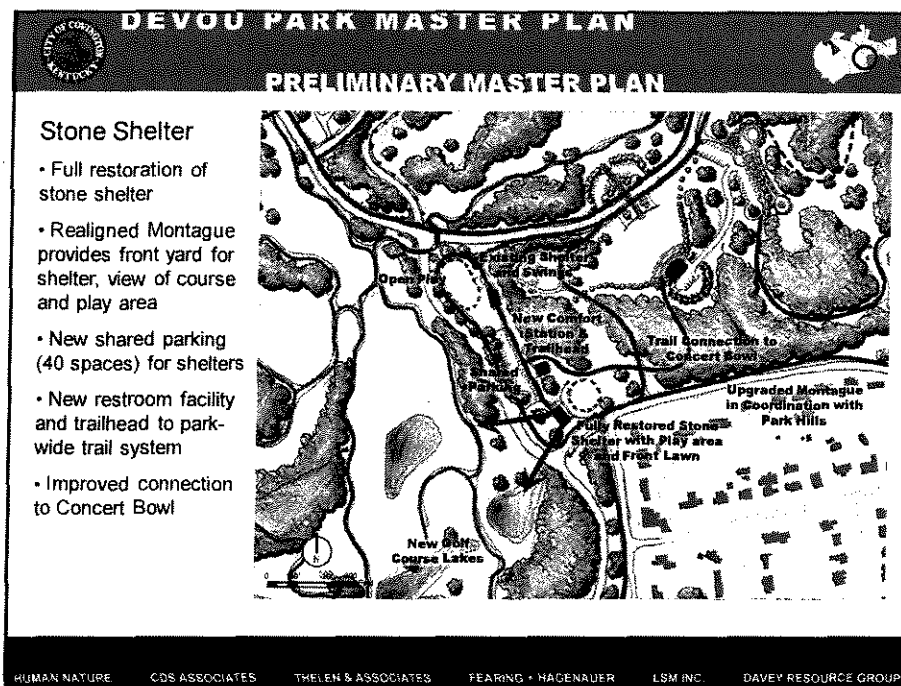 DEVOU PARK MASTER PLAN
CITY OF COVINGTON
KENTUCKY
PRELIMINARY MASTER PLAN
Stone Shelter
• Full restoration of
stone shelter
• Realigned Montague
provides front yard for
shelter, view of course
and play area
• New shared parking
(40 spaces) for shelters
• New restroom facility
and trailhead to park-
wide trail system
• Improved connection
to Concert Bowl
Existing Shelter
and Swings
Open Play
New Comfort
Station &
Trailhead
Trail Connection to
Concert Bowl
Shared
Parking
Upgraded Montague
in Coordination with
Park Hills
Fully Restored Stone
Shelter with Play area
and Front Lawn
New Golf
Course Lakes
HUMAN NATURE CDS ASSOCIATES THELEN & ASSOCIATES FEARING + HAGENAUER LSM INC. DAVEY RESOURCE GROUP